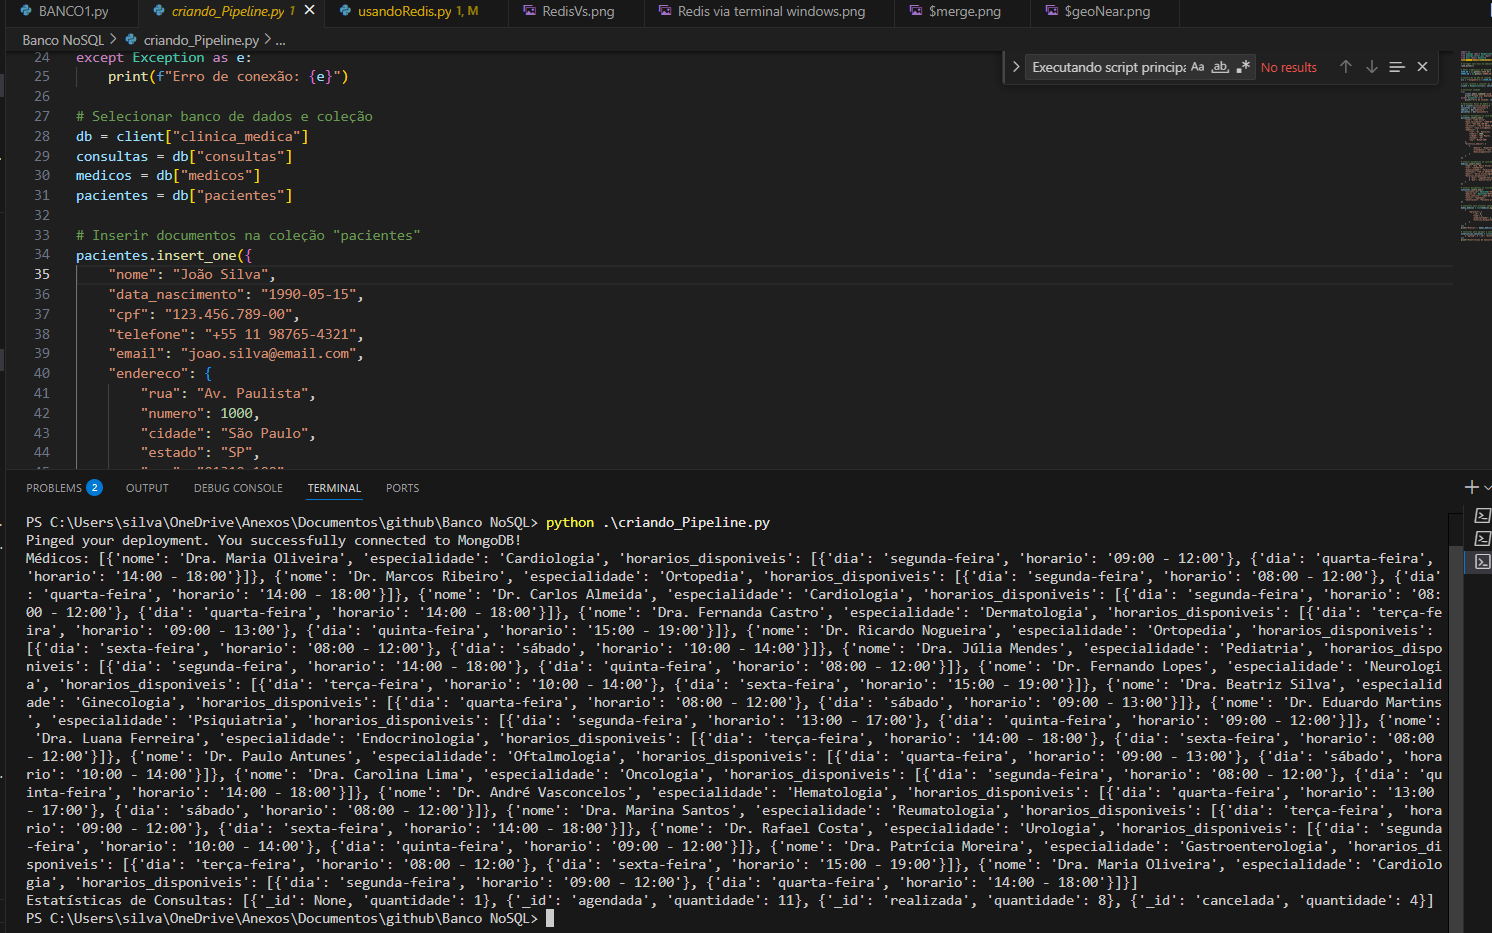 BANCO1.py
criando_Pipeline.py 1
usandoRedis.py 1, M
RedisVs.png
Redis via terminal windows.png
$merge.png
$geoNear.png
Banco NoSQL > criando_Pipeline.py > ...
Executando script principa Aa ab .* No results
24 except Exception as e:
25 print(f"Erro de conexão: {e}")
26
27 # Selecionar banco de dados e coleção
28 db = client["clinica_medica"]
29 consultas = db["consultas"]
30 medicos = db["medicos"]
31 pacientes = db["pacientes"]
32
33 # Inserir documentos na coleção "pacientes"
34 pacientes.insert_one({
35 "nome": "João Silva",
36 "data_nascimento": "1990-05-15",
37 "cpf": "123.456.789-00",
38 "telefone": "+55 11 98765-4321",
39 "email": "joao.silva@email.com",
40 "endereco": {
41 "rua": "Av. Paulista",
42 "numero": 1000,
43 "cidade": "São Paulo",
44 "estado": "SP",
PROBLEMS 2 OUTPUT DEBUG CONSOLE TERMINAL PORTS
PS C:\Users\silva\OneDrive\Anexos\Documentos\github\Banco NoSQL> python .\criando_Pipeline.py
Pinged your deployment. You successfully connected to MongoDB!
Médicos: [{'nome': 'Dra. Maria Oliveira', 'especialidade': 'Cardiologia', 'horarios_disponiveis': [{'dia': 'segunda-feira', 'horario': '09:00 - 12:00'}, {'dia': 'quarta-feira',
'horario': '14:00 - 18:00'}]}, {'nome': 'Dr. Marcos Ribeiro', 'especialidade': 'Ortopedia', 'horarios_disponiveis': [{'dia': 'segunda-feira', 'horario': '08:00 - 12:00'}, {'dia'
: 'quarta-feira', 'horario': '14:00 - 18:00'}]}, {'nome': 'Dr. Carlos Almeida', 'especialidade': 'Cardiologia', 'horarios_disponiveis': [{'dia': 'segunda-feira', 'horario': '08:
00 - 12:00'}, {'dia': 'quarta-feira', 'horario': '14:00 - 18:00'}]}, {'nome': 'Dra. Fernanda Castro', 'especialidade': 'Dermatologia', 'horarios_disponiveis': [{'dia': 'terça-fe
ira', 'horario': '09:00 - 13:00'}, {'dia': 'quinta-feira', 'horario': '15:00 - 19:00'}]}, {'nome': 'Dr. Ricardo Nogueira', 'especialidade': 'Ortopedia', 'horarios_disponiveis':
[{'dia': 'sexta-feira', 'horario': '08:00 - 12:00'}, {'dia': 'sábado', 'horario': '10:00 - 14:00'}]}, {'nome': 'Dra. Júlia Mendes', 'especialidade': 'Pediatria', 'horarios_dispo
niveis': [{'dia': 'segunda-feira', 'horario': '14:00 - 18:00'}, {'dia': 'quinta-feira', 'horario': '08:00 - 12:00'}]}, {'nome': 'Dr. Fernando Lopes', 'especialidade': 'Neurologi
a', 'horarios_disponiveis': [{'dia': 'terça-feira', 'horario': '10:00 - 14:00'}, {'dia': 'sexta-feira', 'horario': '15:00 - 19:00'}]}, {'nome': 'Dra. Beatriz Silva', 'especialid
ade': 'Ginecologia', 'horarios_disponiveis': [{'dia': 'quarta-feira', 'horario': '08:00 - 12:00'}, {'dia': 'sábado', 'horario': '09:00 - 13:00'}]}, {'nome': 'Dr. Eduardo Martins
', 'especialidade': 'Psiquiatria', 'horarios_disponiveis': [{'dia': 'segunda-feira', 'horario': '13:00 - 17:00'}, {'dia': 'quinta-feira', 'horario': '09:00 - 12:00'}]}, {'nome':
'Dra. Luana Ferreira', 'especialidade': 'Endocrinologia', 'horarios_disponiveis': [{'dia': 'terça-feira', 'horario': '14:00 - 18:00'}, {'dia': 'sexta-feira', 'horario': '08:00
- 12:00'}]}, {'nome': 'Dr. Paulo Antunes', 'especialidade': 'Oftalmologia', 'horarios_disponiveis': [{'dia': 'quarta-feira', 'horario': '09:00 - 13:00'}, {'dia': 'sábado', 'hora
rio': '10:00 - 14:00'}]}, {'nome': 'Dra. Carolina Lima', 'especialidade': 'Oncologia', 'horarios_disponiveis': [{'dia': 'segunda-feira', 'horario': '08:00 - 12:00'}, {'dia': 'qu
inta-feira', 'horario': '14:00 - 18:00'}]}, {'nome': 'Dr. André Vasconcelos', 'especialidade': 'Hematologia', 'horarios_disponiveis': [{'dia': 'quarta-feira', 'horario': '13:00
- 17:00'}, {'dia': 'sábado', 'horario': '08:00 - 12:00'}]}, {'nome': 'Dra. Marina Santos', 'especialidade': 'Reumatologia', 'horarios_disponiveis': [{'dia': 'terça-feira', 'hora
rio': '09:00 - 12:00'}, {'dia': 'sexta-feira', 'horario': '14:00 - 18:00'}]}, {'nome': 'Dr. Rafael Costa', 'especialidade': 'Urologia', 'horarios_disponiveis': [{'dia': 'segunda
-feira', 'horario': '10:00 - 14:00'}, {'dia': 'quinta-feira', 'horario': '09:00 - 12:00'}]}, {'nome': 'Dra. Patrícia Moreira', 'especialidade': 'Gastroenterologia', 'horarios_di
sponiveis': [{'dia': 'terça-feira', 'horario': '08:00 - 12:00'}, {'dia': 'sexta-feira', 'horario': '15:00 - 19:00'}]}, {'nome': 'Dra. Maria Oliveira', 'especialidade': 'Cardiolo
gia', 'horarios_disponiveis': [{'dia': 'segunda-feira', 'horario': '09:00 - 12:00'}, {'dia': 'quarta-feira', 'horario': '14:00 - 18:00'}]}]
Estatísticas de Consultas: [{'_id': None, 'quantidade': 1}, {'_id': 'agendada', 'quantidade': 11}, {'_id': 'realizada', 'quantidade': 8}, {'_id': 'cancelada', 'quantidade': 4}]
PS C:\Users\silva\OneDrive\Anexos\Documentos\github\Banco NoSQL>